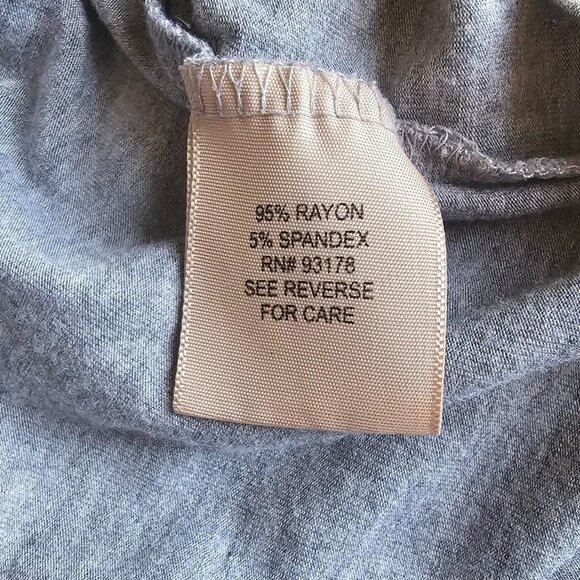 95% RAYON
5% SPANDEX
RN# 93178
SEE REVERSE
FOR CARE